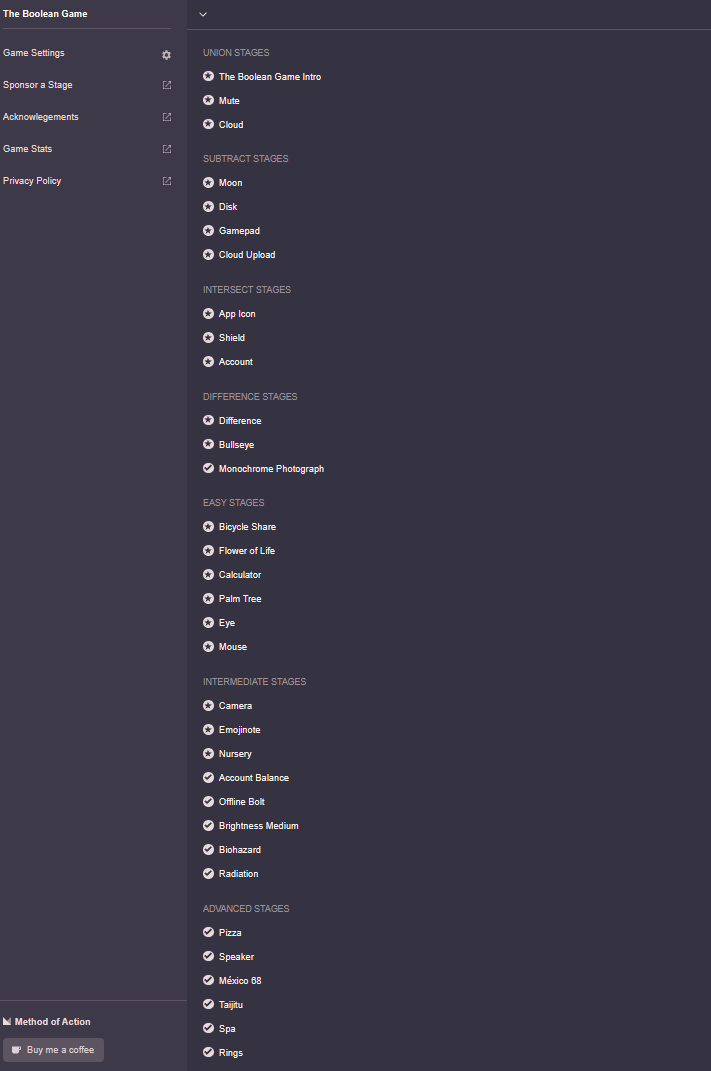 The Boolean Game
Game Settings
Sponsor a Stage
Acknowlegements
Game Stats
Privacy Policy
UNION STAGES
The Boolean Game Intro
Mute
Cloud
SUBTRACT STAGES
Moon
Disk
Gamepad
Cloud Upload
INTERSECT STAGES
App Icon
Shield
Account
DIFFERENCE STAGES
Difference
Bullseye
Monochrome Photograph
EASY STAGES
Bicycle Share
Flower of Life
Calculator
Palm Tree
Eye
Mouse
INTERMEDIATE STAGES
Camera
Emojinote
Nursery
Account Balance
Offline Bolt
Brightness Medium
Biohazard
Radiation
ADVANCED STAGES
Pizza
Speaker
México 68
Taijitu
Spa
Rings
Method of Action
Buy me a coffee